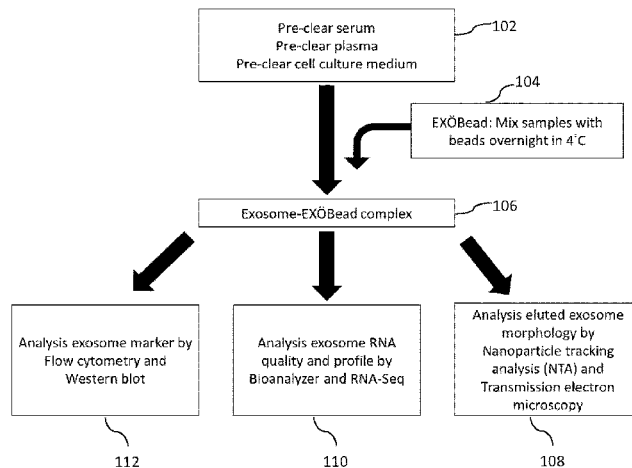 Pre-clear serum
Pre-clear plasma
Pre-clear cell culture medium
102
104
EXÖBead: Mix samples with
beads overnight in 4°C
Exosome-EXÖBead complex
106
Analysis exosome marker by
Flow cytometry and
Western blot
Analysis exosome RNA
quality and profile by
Bioanalyzer and RNA-Seq
Analysis eluted exosome
morphology by
Nanoparticle tracking
analysis (NTA) and
Transmission electron
microscopy
112
110
108